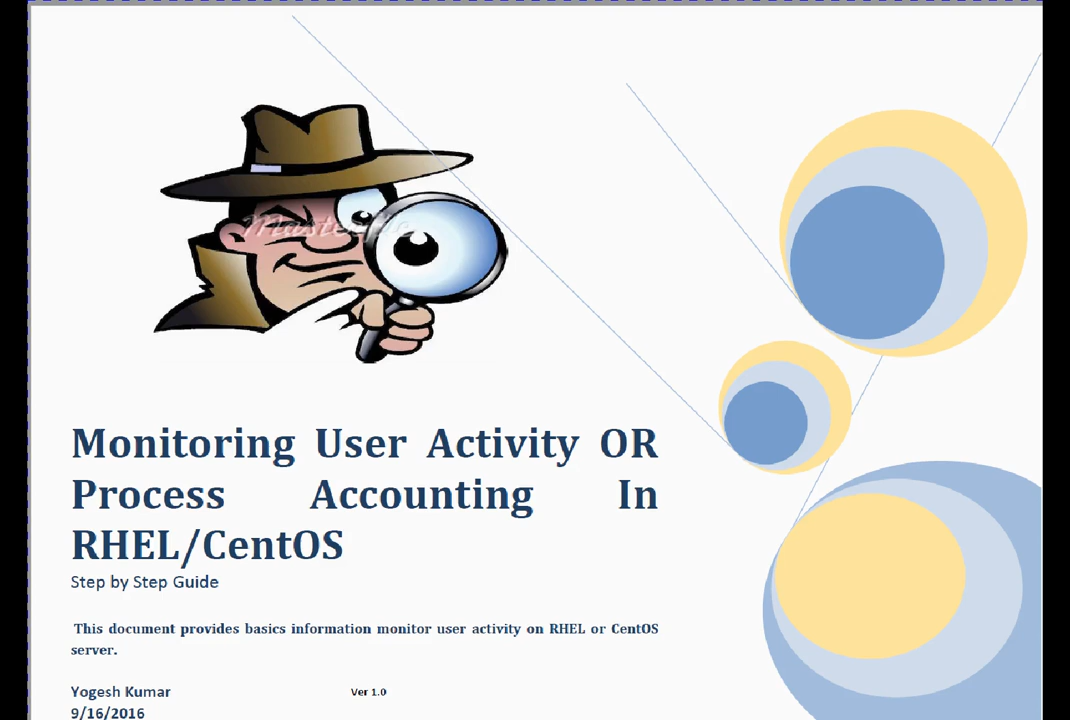 Masterfile
Monitoring User Activity OR
Process Accounting In
RHEL/CentOS
Step by Step Guide
This document provides basics information monitor user activity on RHEL or CentOS
server.
Yogesh Kumar
Ver 1.0
9/16/2016